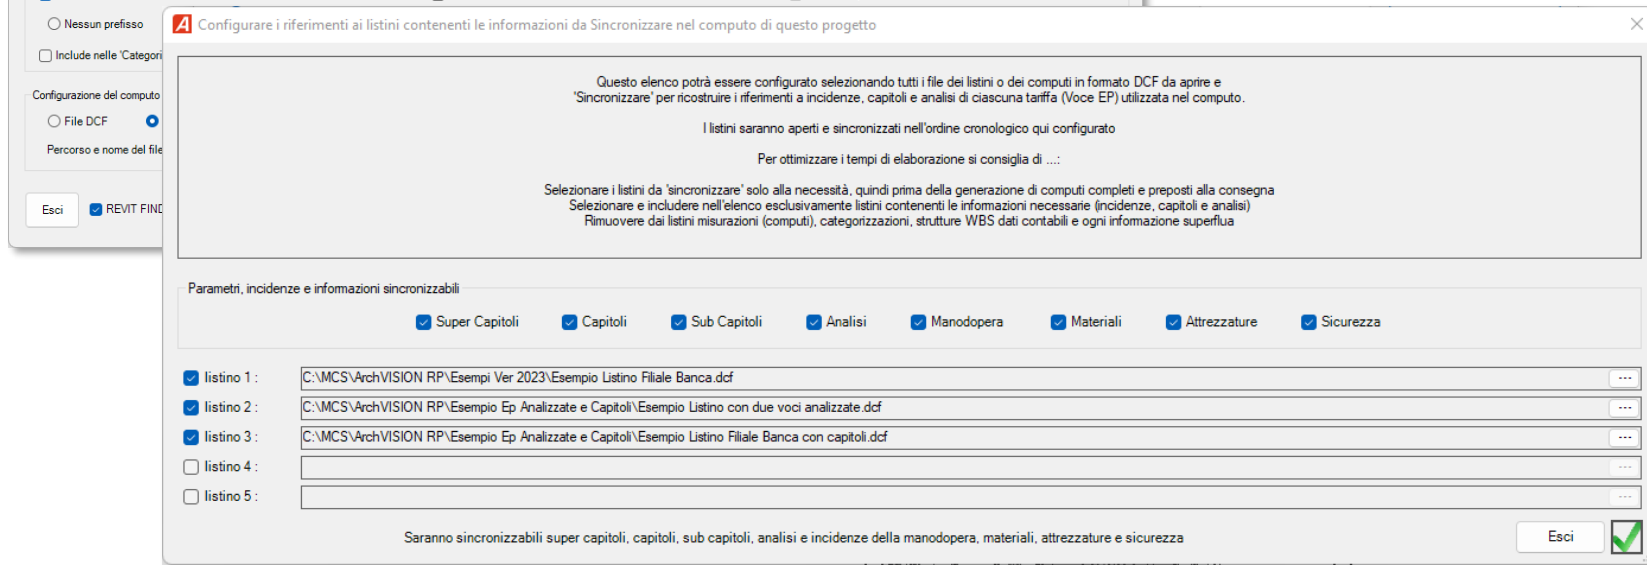 Nessun prefisso
Include nelle 'Categori
Configurazione del computo
File DCF
Percorso e nome del file
Esci
REVIT FIND
Configurare i riferimenti ai listini contenenti le informazioni da Sincronizzare nel computo di questo progetto
Questo elenco potrà essere configurato selezionando tutti i file dei listini o dei computi in formato DCF da aprire e
'Sincronizzare' per ricostruire i riferimenti a incidenze, capitoli e analisi di ciascuna tariffa (Voce EP) utilizzata nel computo.
I listini saranno aperti e sincronizzati nell'ordine cronologico qui configurato
Per ottimizzare i tempi di elaborazione si consiglia di ...:
Selezionare i listini da 'sincronizzare' solo alla necessità, quindi prima della generazione di computi completi e preposti alla consegna
Selezionare e includere nell'elenco esclusivamente listini contenenti le informazioni necessarie (incidenze, capitoli e analisi)
Rimuovere dai listini misurazioni (computi), categorizzazioni, strutture WBS dati contabili e ogni informazione superflua
Parametri, incidenze e informazioni sincronizzabili
Super Capitoli Capitoli Sub Capitoli Analisi Manodopera Materiali Attrezzature Sicurezza
listino 1 : C:\MCS\ArchVISION RP\Esempi Ver 2023\Esempio Listino Filiale Banca.dcf ...
listino 2 : C:\MCS\ArchVISION RP\Esempio Ep Analizzate e Capitoli\Esempio Listino con due voci analizzate.dcf ...
listino 3 : C:\MCS\ArchVISION RP\Esempio Ep Analizzate e Capitoli\Esempio Listino Filiale Banca con capitoli.dcf ...
listino 4 : ...
listino 5 : ...
Saranno sincronizzabili super capitoli, capitoli, sub capitoli, analisi e incidenze della manodopera, materiali, attrezzature e sicurezza
Esci